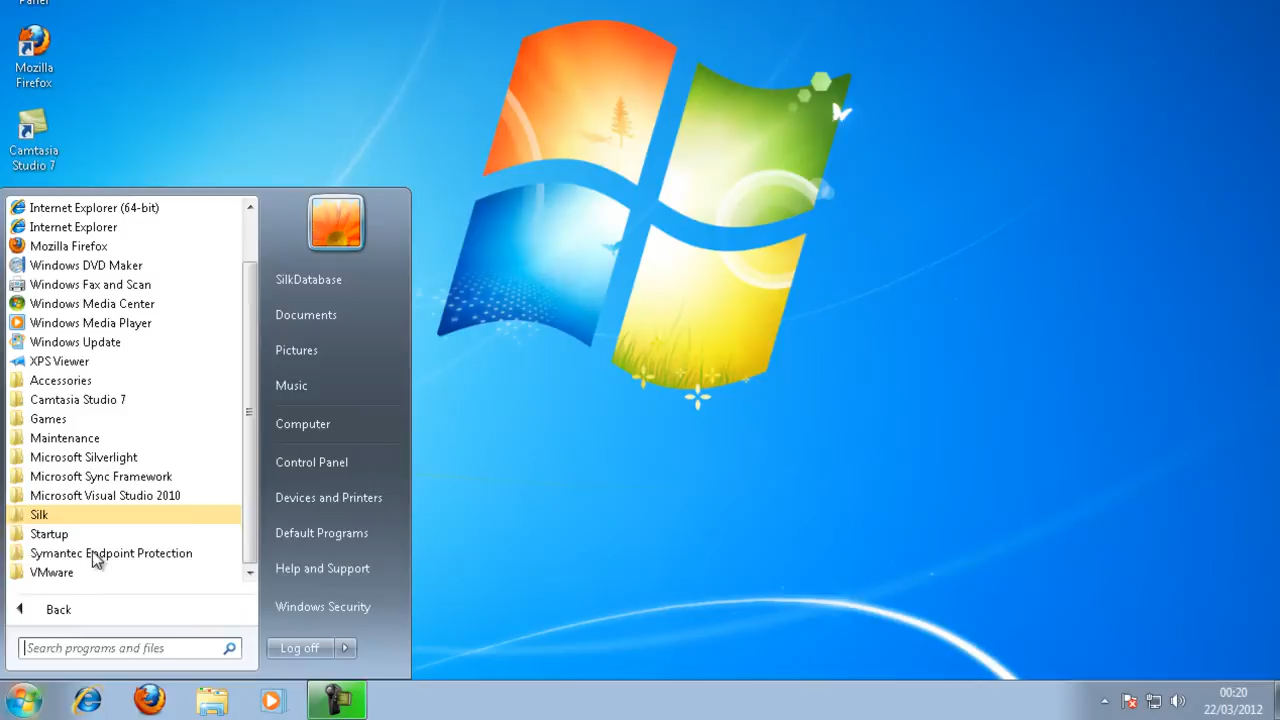 Panel
Mozilla
Firefox
Camtasia
Studio 7
Internet Explorer (64-bit)
Internet Explorer
Mozilla Firefox
Windows DVD Maker
Windows Fax and Scan
Windows Media Center
Windows Media Player
Windows Update
XPS Viewer
Accessories
Camtasia Studio 7
Games
Maintenance
Microsoft Silverlight
Microsoft Sync Framework
Microsoft Visual Studio 2010
Silk
Startup
Symantec Endpoint Protection
VMware
Back
Search programs and files
SilkDatabase
Documents
Pictures
Music
Computer
Control Panel
Devices and Printers
Default Programs
Help and Support
Windows Security
Log off
00:20
22/03/2012